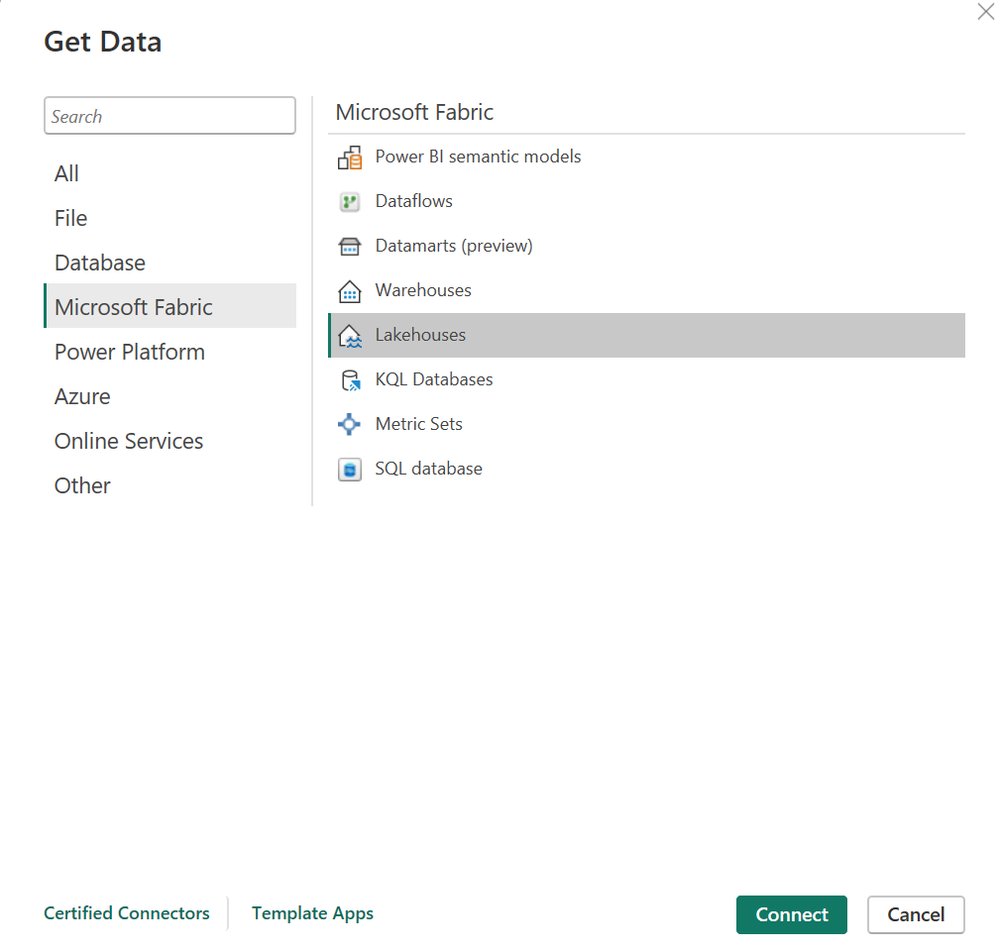 Get Data
Search
All
File
Database
Microsoft Fabric
Power Platform
Azure
Online Services
Other
Microsoft Fabric
Power BI semantic models
Dataflows
Datamarts (preview)
Warehouses
Lakehouses
KQL Databases
Metric Sets
SQL database
Certified Connectors
Template Apps
Connect
Cancel